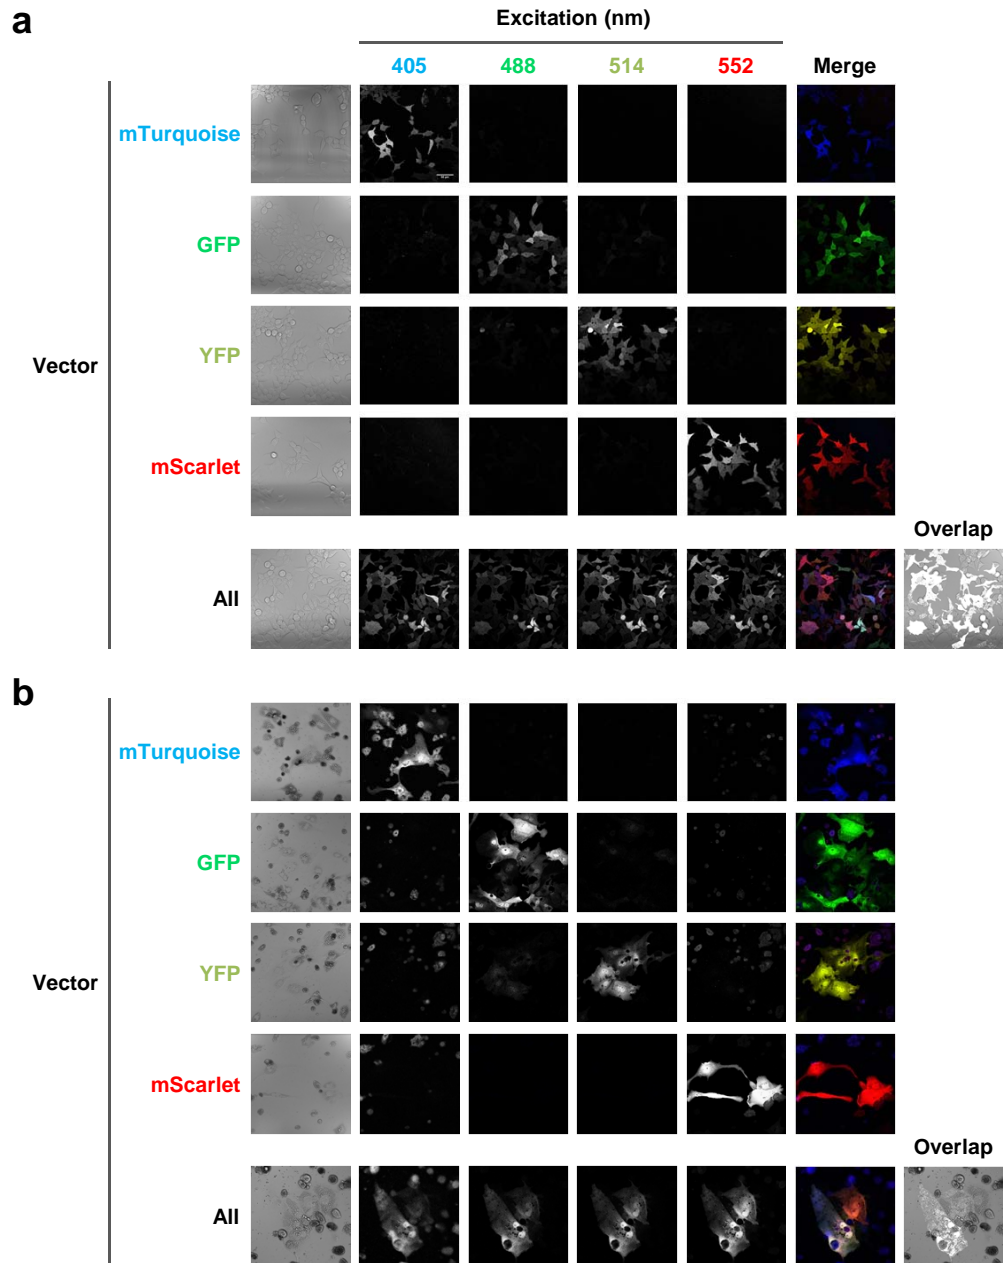 a
Excitation (nm)
405 488 514 552 Merge
mTurquoise
GFP
YFP
Vector
mScarlet
Overlap
All
b
mTurquoise
GFP
YFP
Vector
mScarlet
Overlap
All